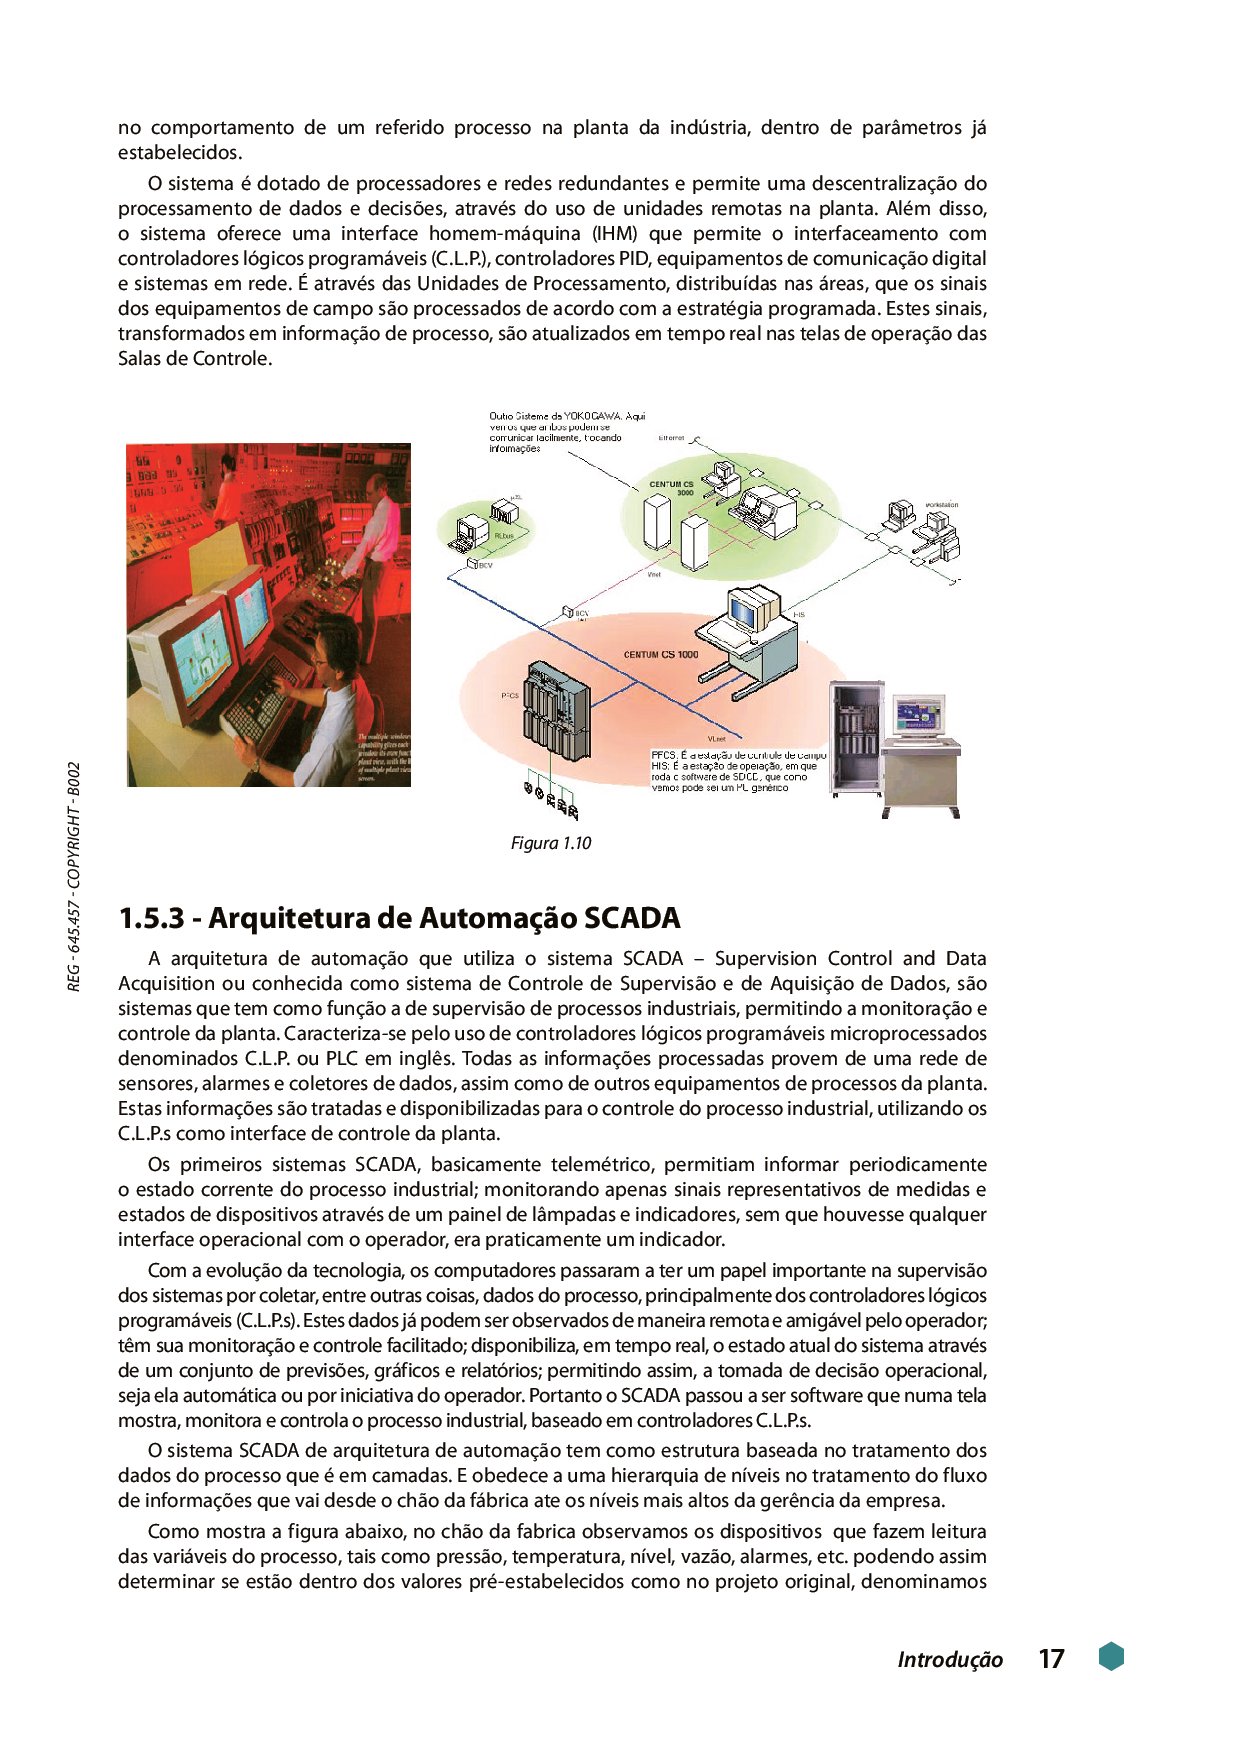 no comportamento de um referido processo na planta da indústria, dentro de parâmetros já
estabelecidos.
O sistema é dotado de processadores e redes redundantes e permite uma descentralização do
processamento de dados e decisões, através do uso de unidades remotas na planta. Além disso,
o sistema oferece uma interface homem-máquina (IHM) que permite o interfaceamento com
controladores lógicos programáveis (C.L.P.), controladores PID, equipamentos de comunicação digital
e sistemas em rede. É através das Unidades de Processamento, distribuídas nas áreas, que os sinais
dos equipamentos de campo são processados de acordo com a estratégia programada. Estes sinais,
transformados em informação de processo, são atualizados em tempo real nas telas de operação das
Salas de Controle.
Outro Sistema da YOKOGAWA. Aqui
vemos que ambos podem se
comunicar facilmente, trocando
informações
Ethernet
CENTUM CS
3000
RLbus
BCV
Vnet
workstation
BCV
HIS
CENTUM CS 1000
PFCS
VLnet
PFCS: É a estação de controle de campo
HIS: É a estação de operação, em que
roda o software de SDCD, que como
vemos pode ser um PC genérico
The multiple window
capability gives each
window its own func
plant view, with the
of multiple plant view
screen.
Figura 1.10
REG - 645.457 - COPYRIGHT - B002
1.5.3 - Arquitetura de Automação SCADA
A arquitetura de automação que utiliza o sistema SCADA – Supervision Control and Data
Acquisition ou conhecida como sistema de Controle de Supervisão e de Aquisição de Dados, são
sistemas que tem como função a de supervisão de processos industriais, permitindo a monitoração e
controle da planta. Caracteriza-se pelo uso de controladores lógicos programáveis microprocessados
denominados C.L.P. ou PLC em inglês. Todas as informações processadas provem de uma rede de
sensores, alarmes e coletores de dados, assim como de outros equipamentos de processos da planta.
Estas informações são tratadas e disponibilizadas para o controle do processo industrial, utilizando os
C.L.P.s como interface de controle da planta.
Os primeiros sistemas SCADA, basicamente telemétrico, permitiam informar periodicamente
o estado corrente do processo industrial; monitorando apenas sinais representativos de medidas e
estados de dispositivos através de um painel de lâmpadas e indicadores, sem que houvesse qualquer
interface operacional com o operador, era praticamente um indicador.
Com a evolução da tecnologia, os computadores passaram a ter um papel importante na supervisão
dos sistemas por coletar, entre outras coisas, dados do processo, principalmente dos controladores lógicos
programáveis (C.L.P.s). Estes dados já podem ser observados de maneira remota e amigável pelo operador;
têm sua monitoração e controle facilitado; disponibiliza, em tempo real, o estado atual do sistema através
de um conjunto de previsões, gráficos e relatórios; permitindo assim, a tomada de decisão operacional,
seja ela automática ou por iniciativa do operador. Portanto o SCADA passou a ser software que numa tela
mostra, monitora e controla o processo industrial, baseado em controladores C.L.P.s.
O sistema SCADA de arquitetura de automação tem como estrutura baseada no tratamento dos
dados do processo que é em camadas. E obedece a uma hierarquia de níveis no tratamento do fluxo
de informações que vai desde o chão da fábrica ate os níveis mais altos da gerência da empresa.
Como mostra a figura abaixo, no chão da fabrica observamos os dispositivos que fazem leitura
das variáveis do processo, tais como pressão, temperatura, nível, vazão, alarmes, etc. podendo assim
determinar se estão dentro dos valores pré-estabelecidos como no projeto original, denominamos
Introdução 17